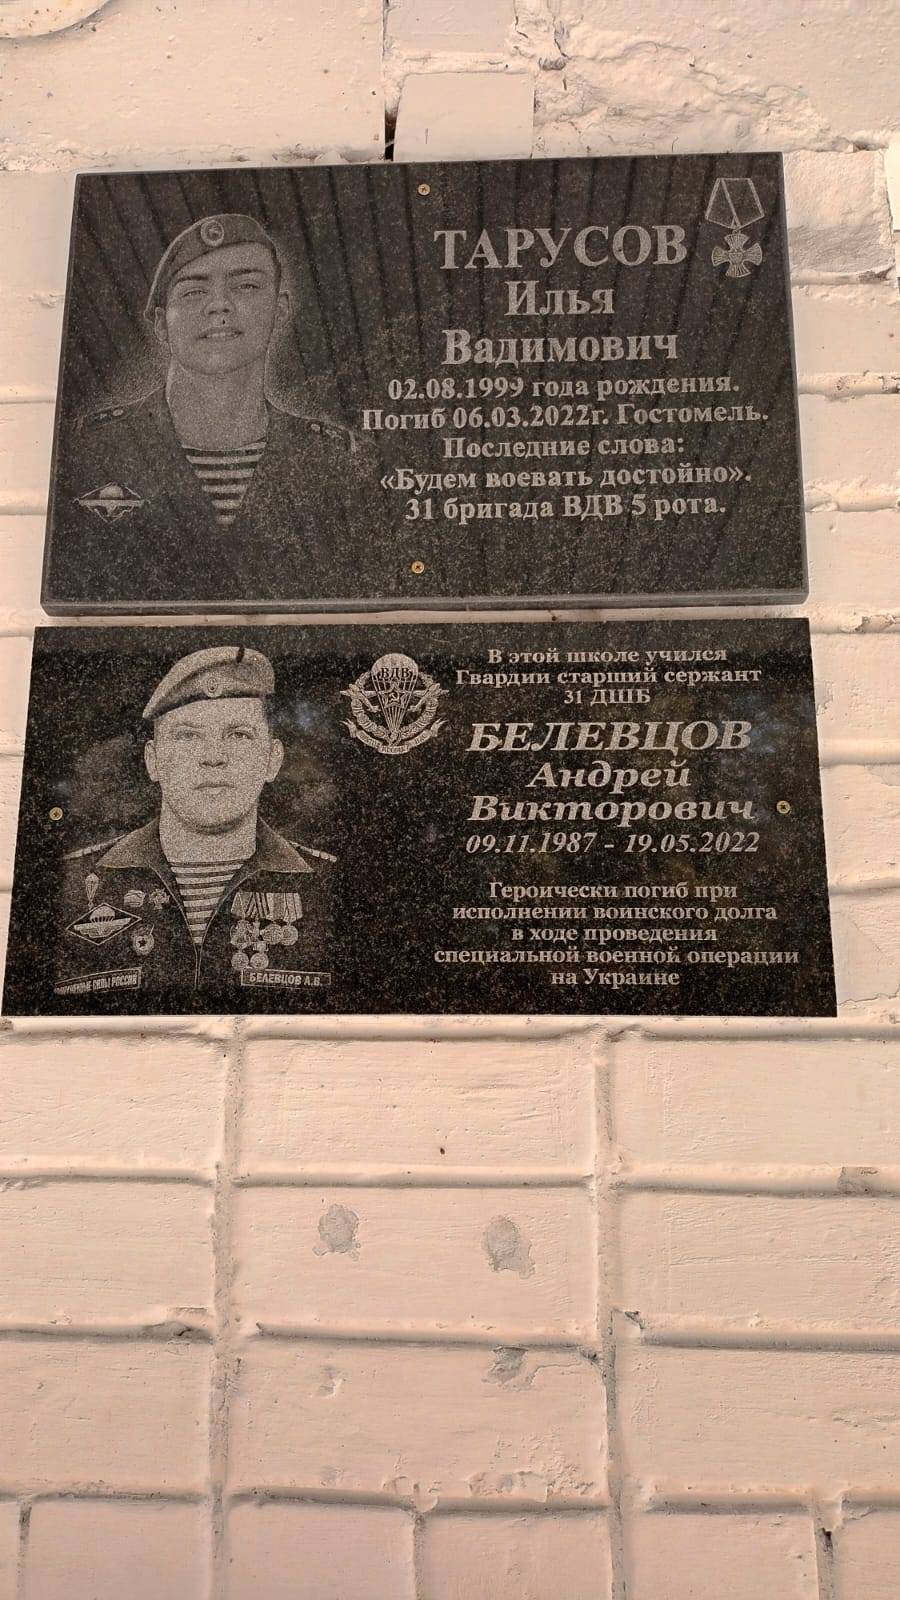 ТАРУСОВ
Илья
Вадимович
02.08.1999 года рождения.
Погиб 06.03.2022г. Гостомель.
Последние слова:
«Будем воевать достойно».
31 бригада ВДВ 5 рота.
ВДВ
В этой школе учился
Гвардии старший сержант
31 ДШБ
БЕЛЕВЦОВ
Андрей
Викторович
09.11.1987 - 19.05.2022
Героически погиб при
исполнении воинского долга
в ходе проведения
специальной военной операции
на Украине
СИЛЫ РОССИИ
БЕЛЕВЦОВ А.В.